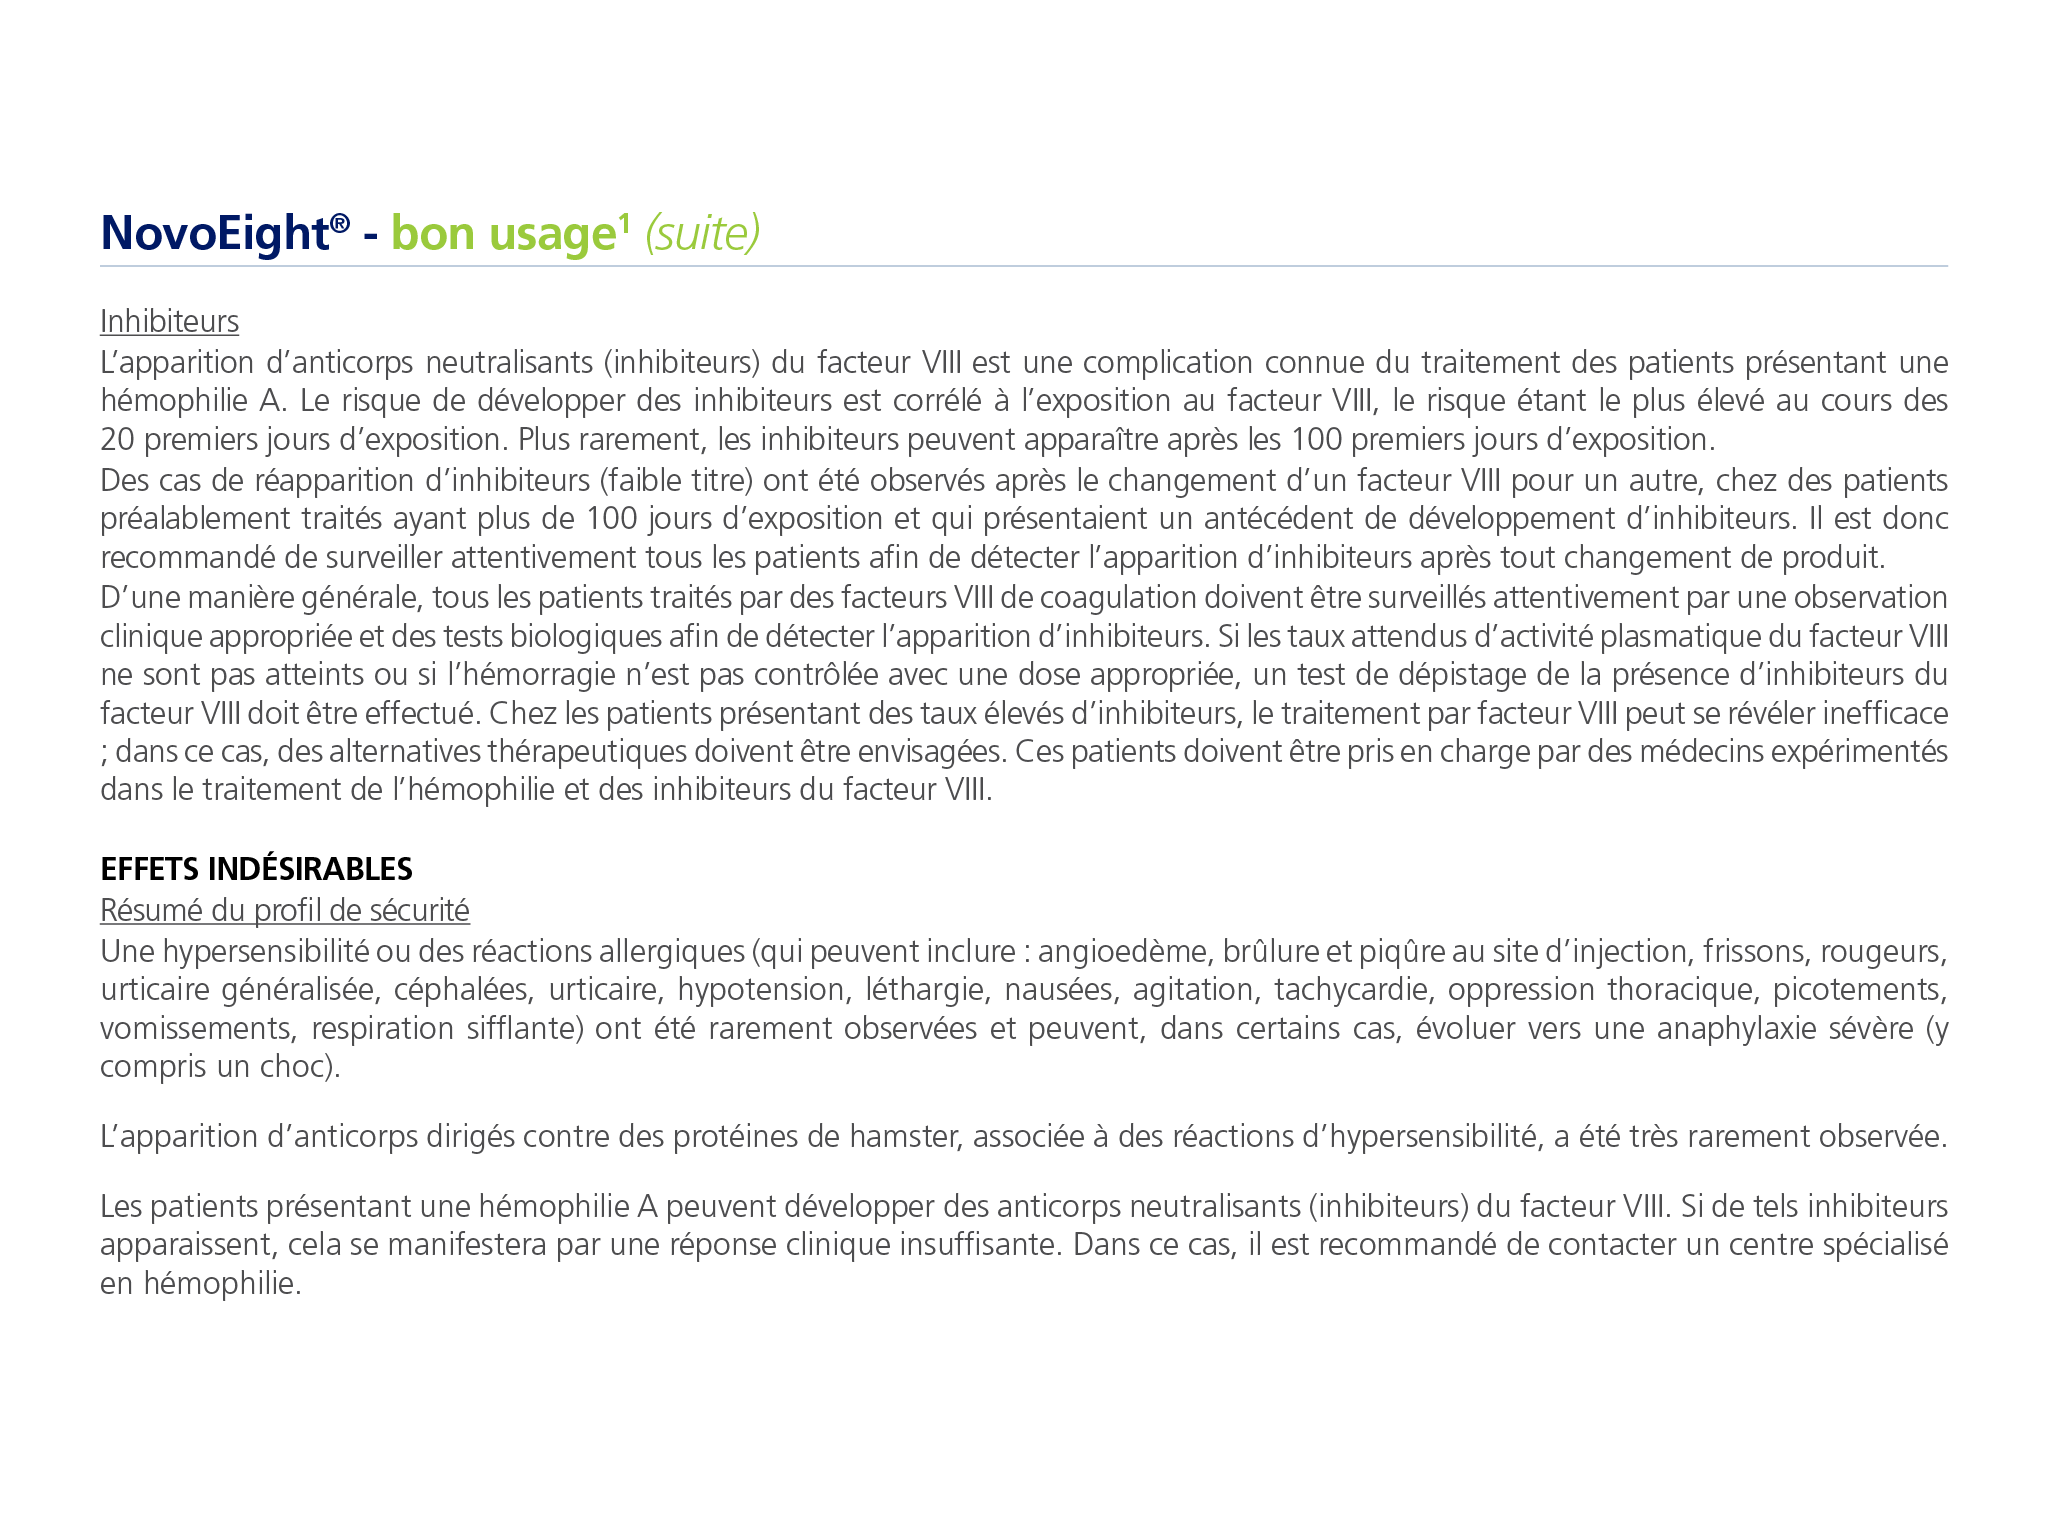 NovoEight® - bon usage¹ (suite)
Inhibiteurs
L’apparition d’anticorps neutralisants (inhibiteurs) du facteur VIII est une complication connue du traitement des patients présentant une
hémophilie A. Le risque de développer des inhibiteurs est corrélé à l’exposition au facteur VIII, le risque étant le plus élevé au cours des
20 premiers jours d’exposition. Plus rarement, les inhibiteurs peuvent apparaître après les 100 premiers jours d’exposition.
Des cas de réapparition d’inhibiteurs (faible titre) ont été observés après le changement d’un facteur VIII pour un autre, chez des patients
préalablement traités ayant plus de 100 jours d’exposition et qui présentaient un antécédent de développement d’inhibiteurs. Il est donc
recommandé de surveiller attentivement tous les patients afin de détecter l’apparition d’inhibiteurs après tout changement de produit.
D’une manière générale, tous les patients traités par des facteurs VIII de coagulation doivent être surveillés attentivement par une observation
clinique appropriée et des tests biologiques afin de détecter l’apparition d’inhibiteurs. Si les taux attendus d’activité plasmatique du facteur VIII
ne sont pas atteints ou si l’hémorragie n’est pas contrôlée avec une dose appropriée, un test de dépistage de la présence d’inhibiteurs du
facteur VIII doit être effectué. Chez les patients présentant des taux élevés d’inhibiteurs, le traitement par facteur VIII peut se révéler inefficace
; dans ce cas, des alternatives thérapeutiques doivent être envisagées. Ces patients doivent être pris en charge par des médecins expérimentés
dans le traitement de l’hémophilie et des inhibiteurs du facteur VIII.
EFFETS INDÉSIRABLES
Résumé du profil de sécurité
Une hypersensibilité ou des réactions allergiques (qui peuvent inclure : angioedème, brûlure et piqûre au site d’injection, frissons, rougeurs,
urticaire généralisée, céphalées, urticaire, hypotension, léthargie, nausées, agitation, tachycardie, oppression thoracique, picotements,
vomissements, respiration sifflante) ont été rarement observées et peuvent, dans certains cas, évoluer vers une anaphylaxie sévère (y
compris un choc).
L’apparition d’anticorps dirigés contre des protéines de hamster, associée à des réactions d’hypersensibilité, a été très rarement observée.
Les patients présentant une hémophilie A peuvent développer des anticorps neutralisants (inhibiteurs) du facteur VIII. Si de tels inhibiteurs
apparaissent, cela se manifestera par une réponse clinique insuffisante. Dans ce cas, il est recommandé de contacter un centre spécialisé
en hémophilie.